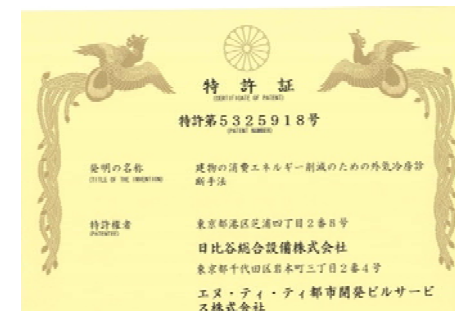 特許証
(CERTIFICATE OF PATENT)
特許第5325918号
(PATENT NUMBER)
発明の名称
(TITLE OF THE INVENTION)
建物の消費エネルギー削減のための外気冷房診
断手法
特許権者
(PATENTEE)
東京都港区芝浦四丁目2番8号
日比谷総合設備株式会社
東京都千代田区岩本町三丁目2番4号
エヌ・ティ・ティ都市開発ビルサービ
ス株式会社